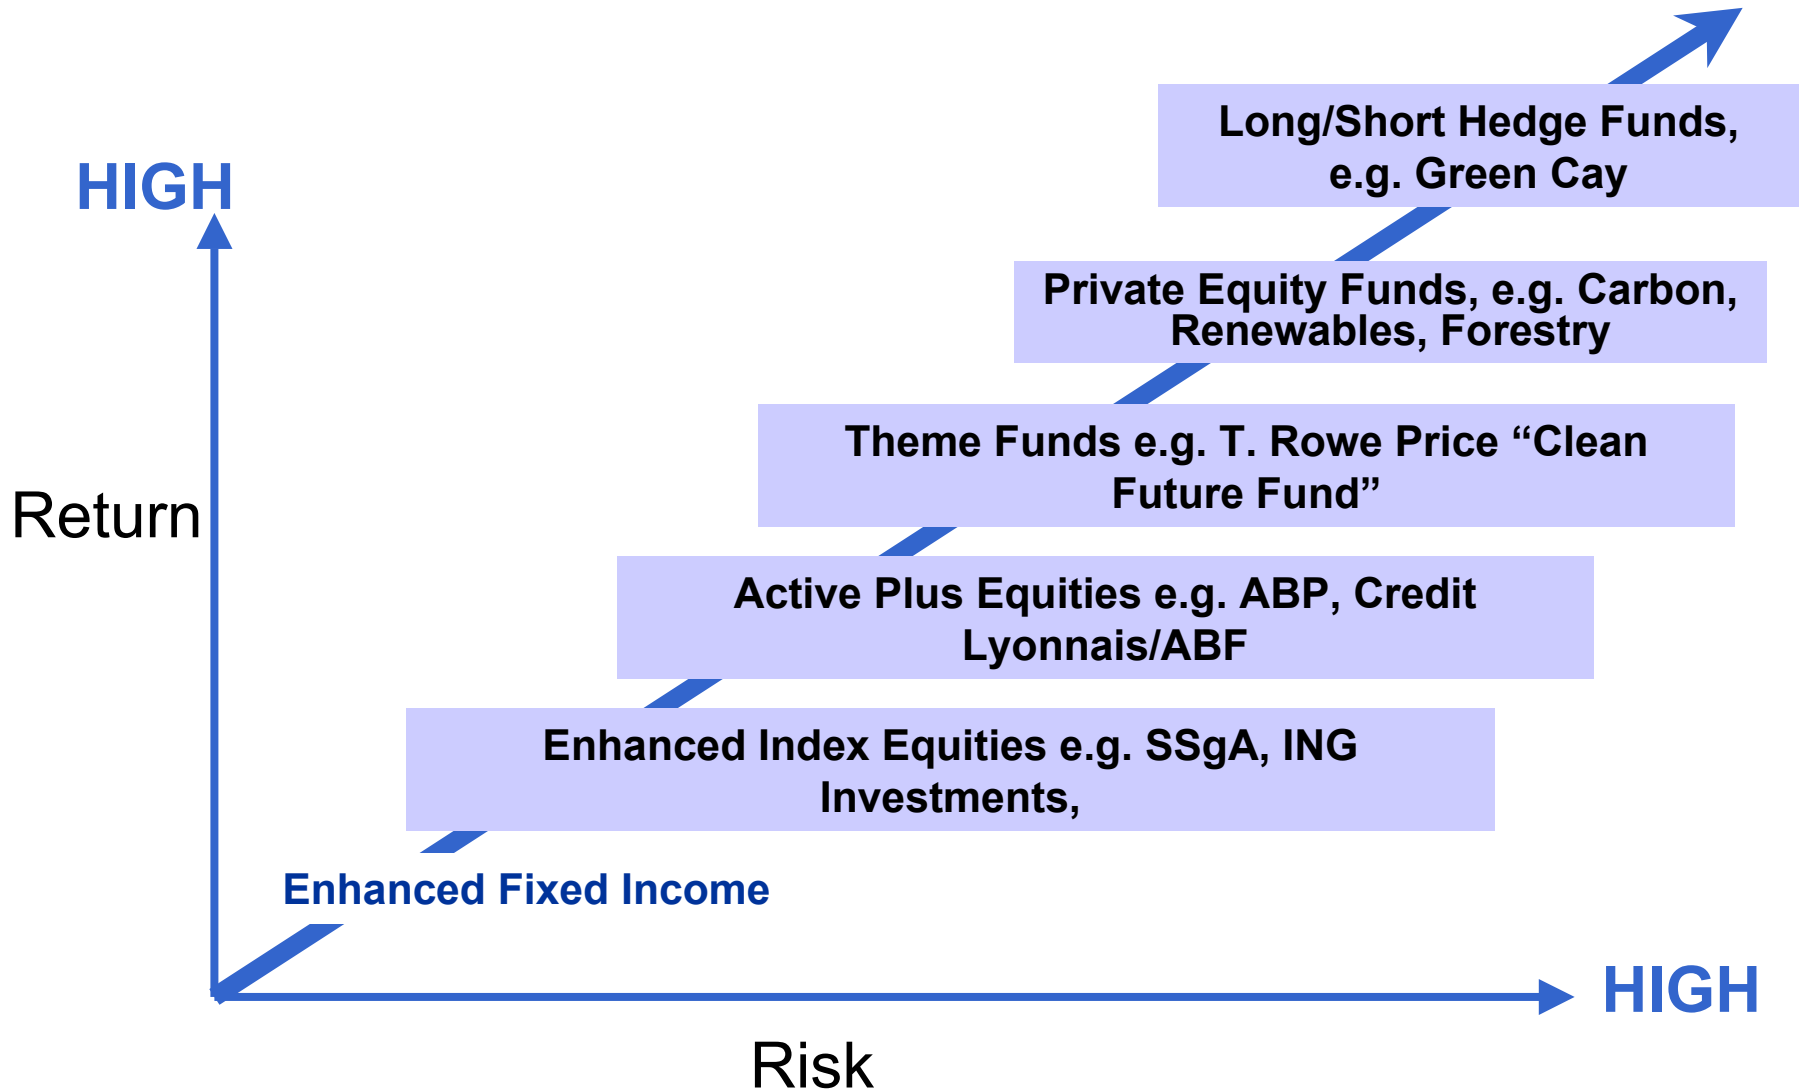 HIGH
Long/Short Hedge Funds,
e.g. Green Cay
Private Equity Funds, e.g. Carbon,
Renewables, Forestry
Theme Funds e.g. T. Rowe Price “Clean
Future Fund”
Return
Active Plus Equities e.g. ABP, Credit
Lyonnais/ABF
Enhanced Index Equities e.g. SSgA, ING
Investments,
Enhanced Fixed Income
HIGH
Risk